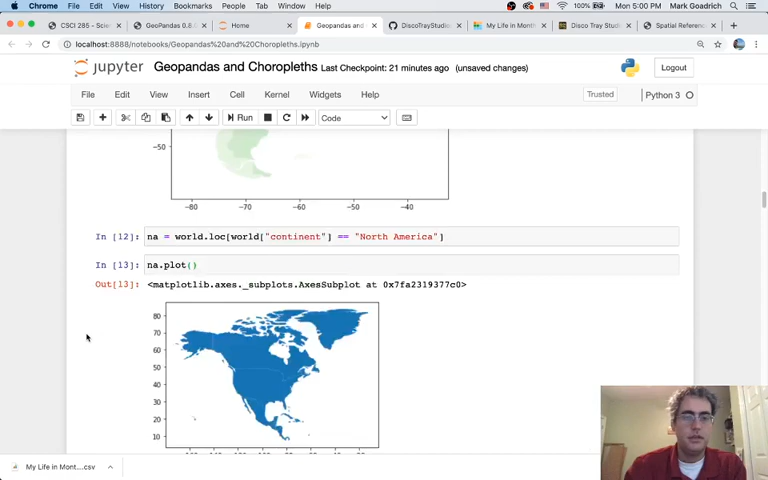 Chrome File Edit View History Bookmarks People Tab Window Help 100% Mon 5:00 PM Mark Goadrich
CSCI 285 - Scie GeoPandas 0.8. Home Geopandas and DiscoTrayStudios My Life in Mont Disco Tray Stud Spatial Referenc
localhost:8888/notebooks/Geopandas%20and%20Choropleths.ipynb
jupyter Geopandas and Choropleths Last Checkpoint: 21 minutes ago (unsaved changes) Logout
File Edit View Insert Cell Kernel Widgets Help Trusted Python 3
Run Code
-50
-80 -70 -60 -50 -40
In [12]: na = world.loc[world["continent"] == "North America"]
In [13]: na.plot()
Out[13]: <matplotlib.axes._subplots.AxesSubplot at 0x7fa2319377c0>
80
70
60
50
40
30
20
10
My Life in Mont....csv